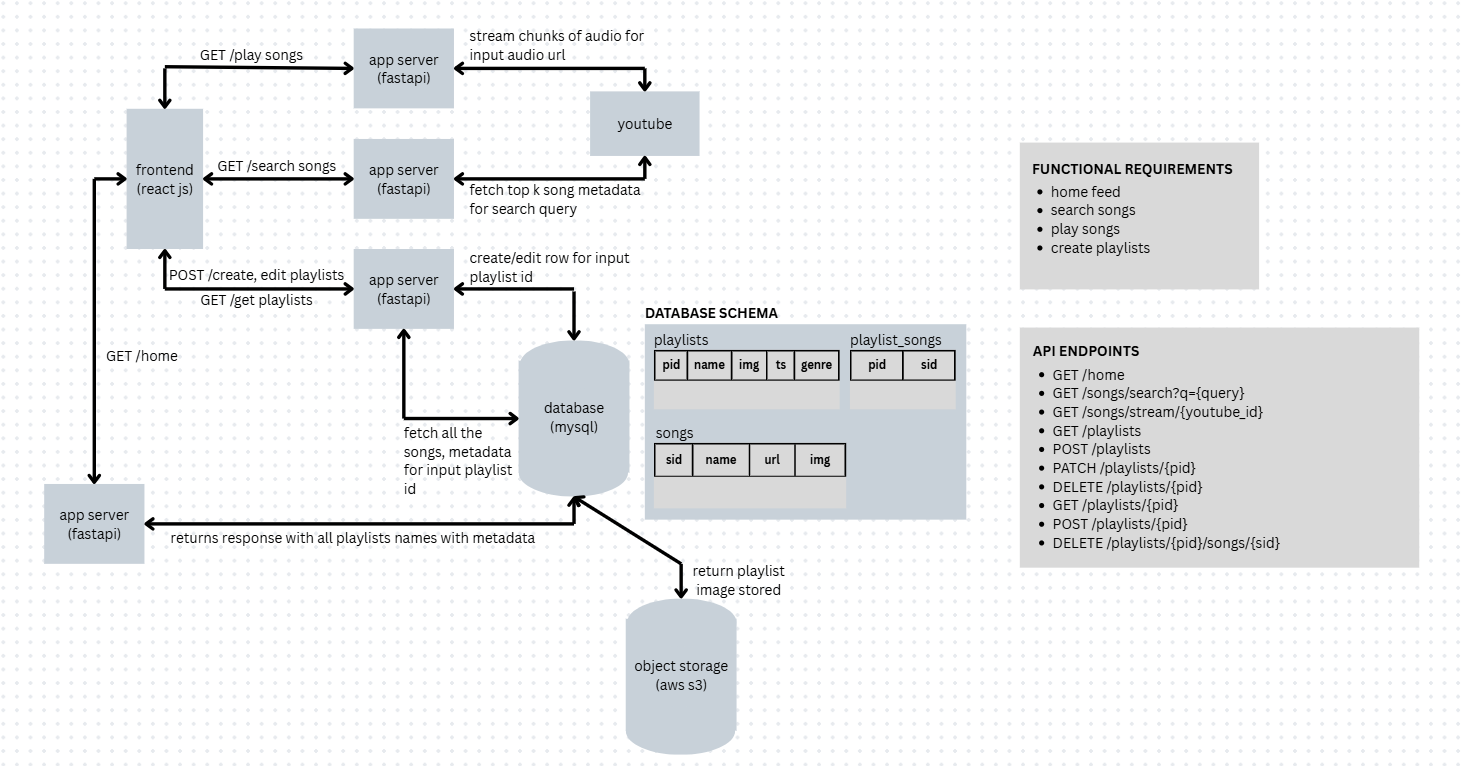 stream chunks of audio for
input audio url
GET /play songs
app server
(fastapi)
youtube
frontend
(react js)
GET /search songs
app server
(fastapi)
fetch top k song metadata
for search query
POST /create, edit playlists
GET /get playlists
app server
(fastapi)
create/edit row for input
playlist id
GET /home
database
(mysql)
fetch all the
songs, metadata
for input playlist
id
app server
(fastapi)
returns response with all playlists names with metadata
return playlist
image stored
object storage
(aws s3)
DATABASE SCHEMA
playlists
pid name img ts genre
playlist_songs
pid sid
songs
sid name url img
FUNCTIONAL REQUIREMENTS
• home feed
• search songs
• play songs
• create playlists
API ENDPOINTS
• GET /home
• GET /songs/search?q={query}
• GET /songs/stream/{youtube_id}
• GET /playlists
• POST /playlists
• PATCH /playlists/{pid}
• DELETE /playlists/{pid}
• GET /playlists/{pid}
• POST /playlists/{pid}
• DELETE /playlists/{pid}/songs/{sid}